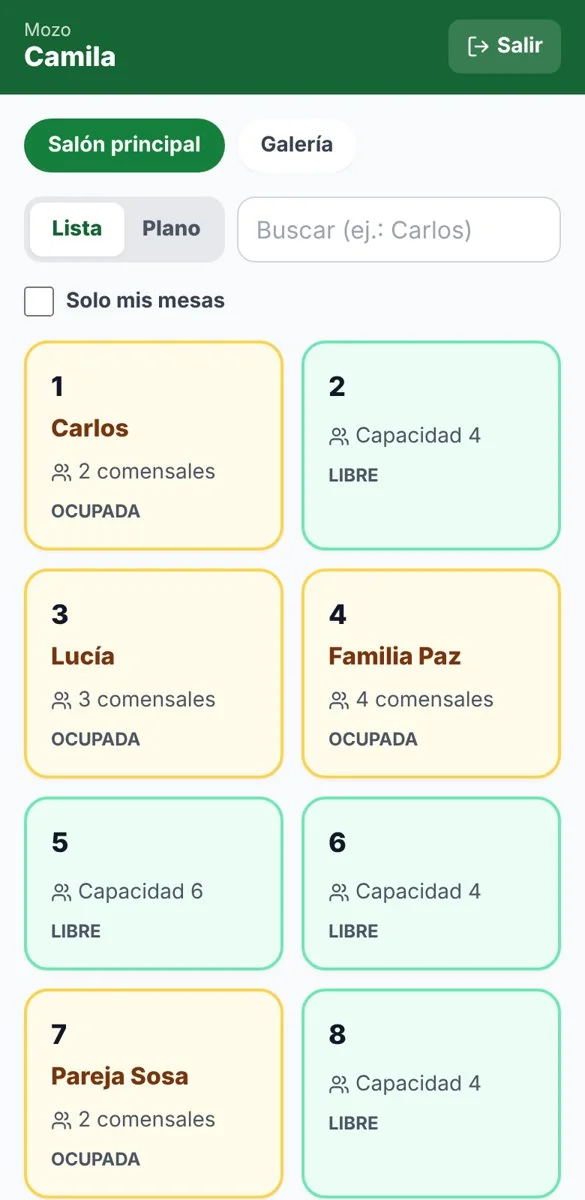 Mozo
Camila
Salir
Salón principal
Galería
Lista
Plano
Buscar (ej.: Carlos)
Solo mis mesas
1
Carlos
2 comensales
OCUPADA
2
Capacidad 4
LIBRE
3
Lucía
3 comensales
OCUPADA
4
Familia Paz
4 comensales
OCUPADA
5
Capacidad 6
LIBRE
6
Capacidad 4
LIBRE
7
Pareja Sosa
2 comensales
OCUPADA
8
Capacidad 4
LIBRE